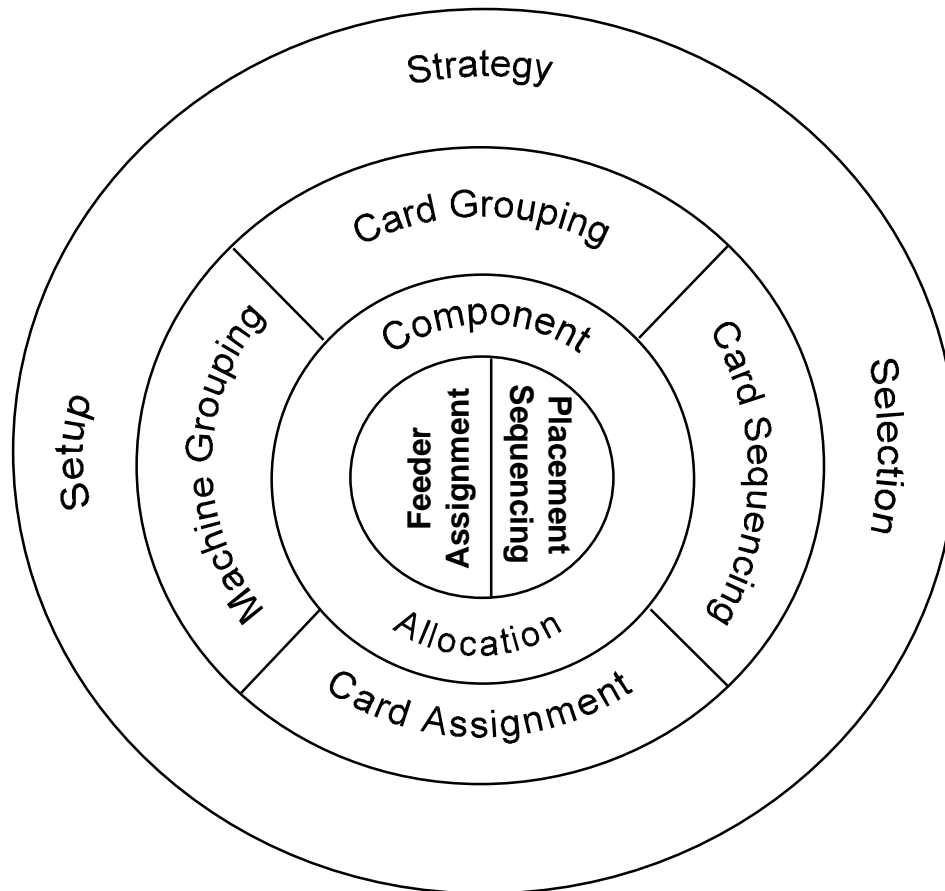 Setup
Strategy
Selection
Card Grouping
Machine Grouping
Card Sequencing
Card Assignment
Component
Allocation
Feeder
Assignment
Placement
Sequencing